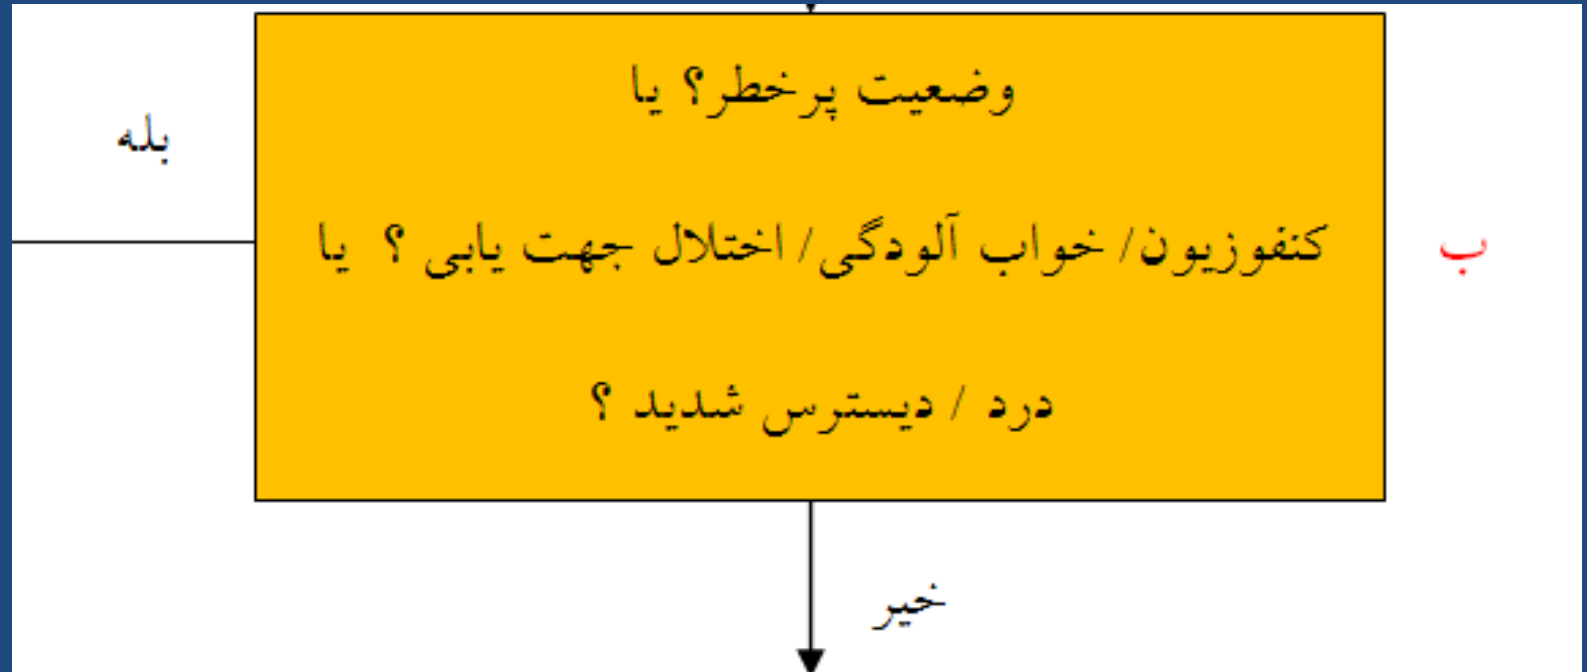 وضعیت پرخطر؟ یا
بله
کنفوزیون/ خواب آلودگی/ اختلال جهت یابی ؟ یا
ب
درد / دیسترس شدید ؟
خیر